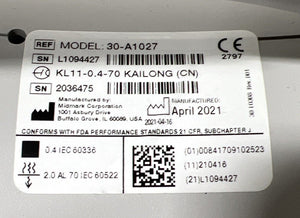 REF MODEL: 30-A1027
SN L1094427
CE 2797
KL11-0.4-70 KAILONG (CN)
SN 2036475
Manufactured by:
Midmark Corporation
1001 Asbury Drive
Buffalo Grove, IL 60089 USA
Manufactured:
April 2021
2021-04-16
CONFORMS WITH FDA PERFORMANCE STANDARDS 21 CFR, SUBCHAPTER J
0.4 IEC 60336
2.0 AL 70 IEC 60522
(01)00841709102523
(11)210416
(21)L1094427